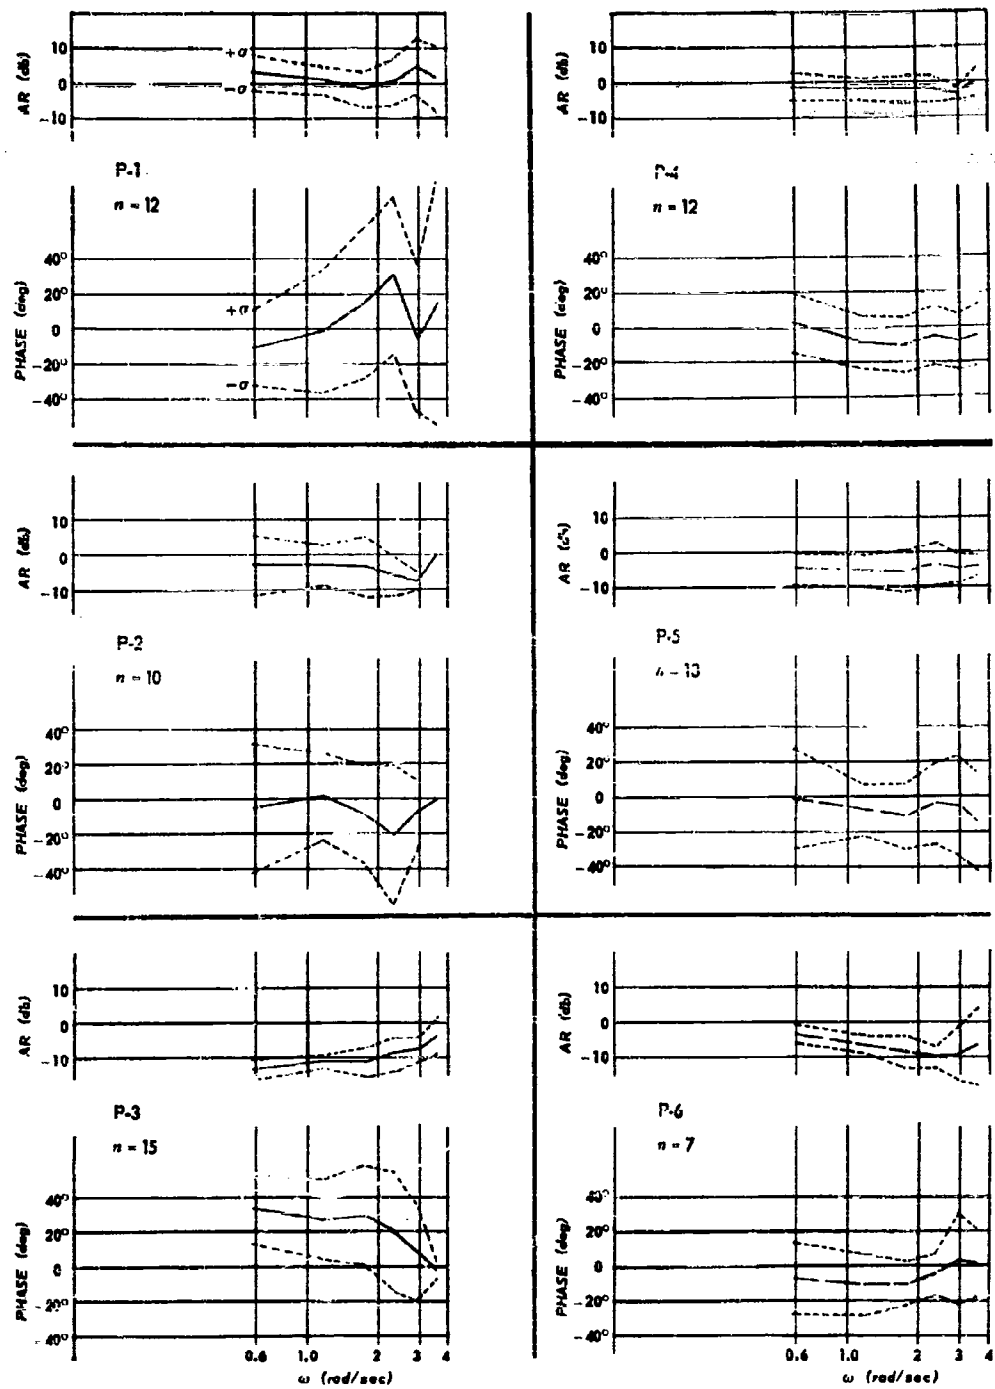 AR (db)
10
0
-10
+σ
-σ
P-1
n = 12
PHASE (deg)
40°
20°
0
-20°
-40°
+σ
-σ
AR (db)
10
0
-10
P-2
n = 10
PHASE (deg)
40°
20°
0
-20°
-40°
AR (db)
10
0
-10
P-3
n = 15
PHASE (deg)
40°
20°
0
-20°
-40°
0.6 1.0 2 3 4
ω (rad/sec)
AR (db)
10
0
-10
P-4
n = 12
PHASE (deg)
40°
20°
0
-20°
-40°
AR (db)
10
0
-10
P-5
PHASE (deg)
40°
20°
0
-20°
-40°
AR (db)
10
0
-10
P-6
n = 7
PHASE (deg)
40°
20°
0
-20°
-40°
0.6 1.0 2 3 4
ω (rad/sec)